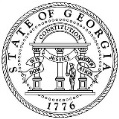 STATE OF GEORGIA
CONSTITUTION
JUSTICE
1776